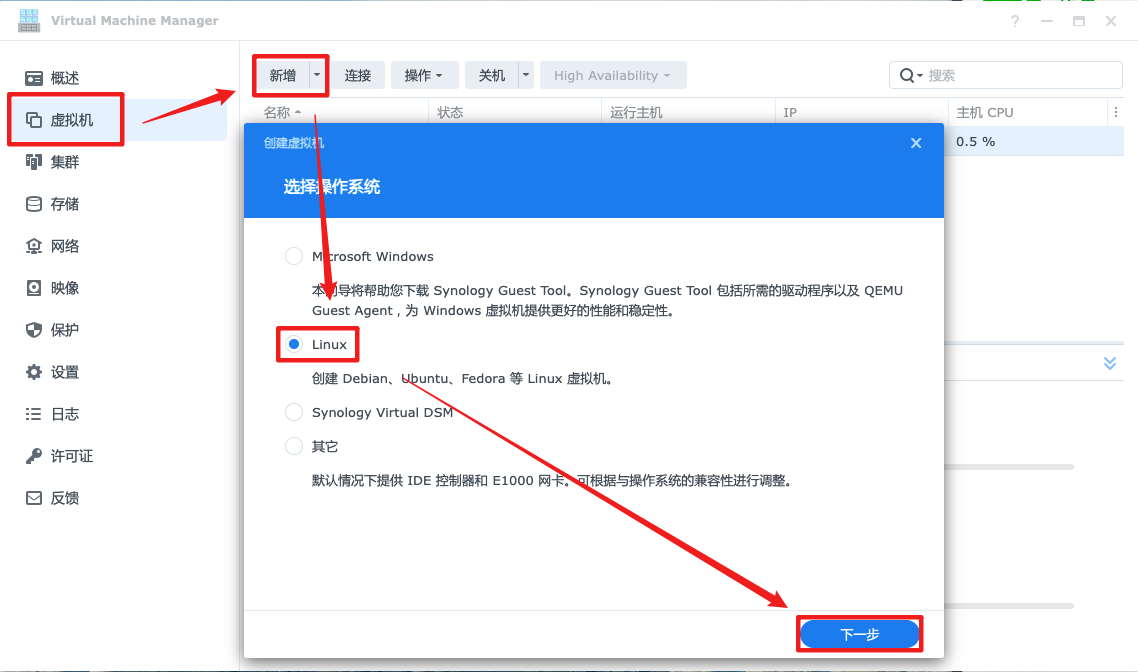 Virtual Machine Manager
概述
虚拟机
集群
存储
网络
映像
保护
设置
日志
许可证
反馈
新增 连接 操作 关机 High Availability 搜索
名称 状态 运行主机 IP 主机 CPU
0.5 %
创建虚拟机
选择操作系统
Microsoft Windows
本向导将帮助您下载 Synology Guest Tool。Synology Guest Tool 包括所需的驱动程序以及 QEMU
Guest Agent，为 Windows 虚拟机提供更好的性能和稳定性。
Linux
创建 Debian、Ubuntu、Fedora 等 Linux 虚拟机。
Synology Virtual DSM
其它
默认情况下提供 IDE 控制器和 E1000 网卡。可根据与操作系统的兼容性进行调整。
下一步